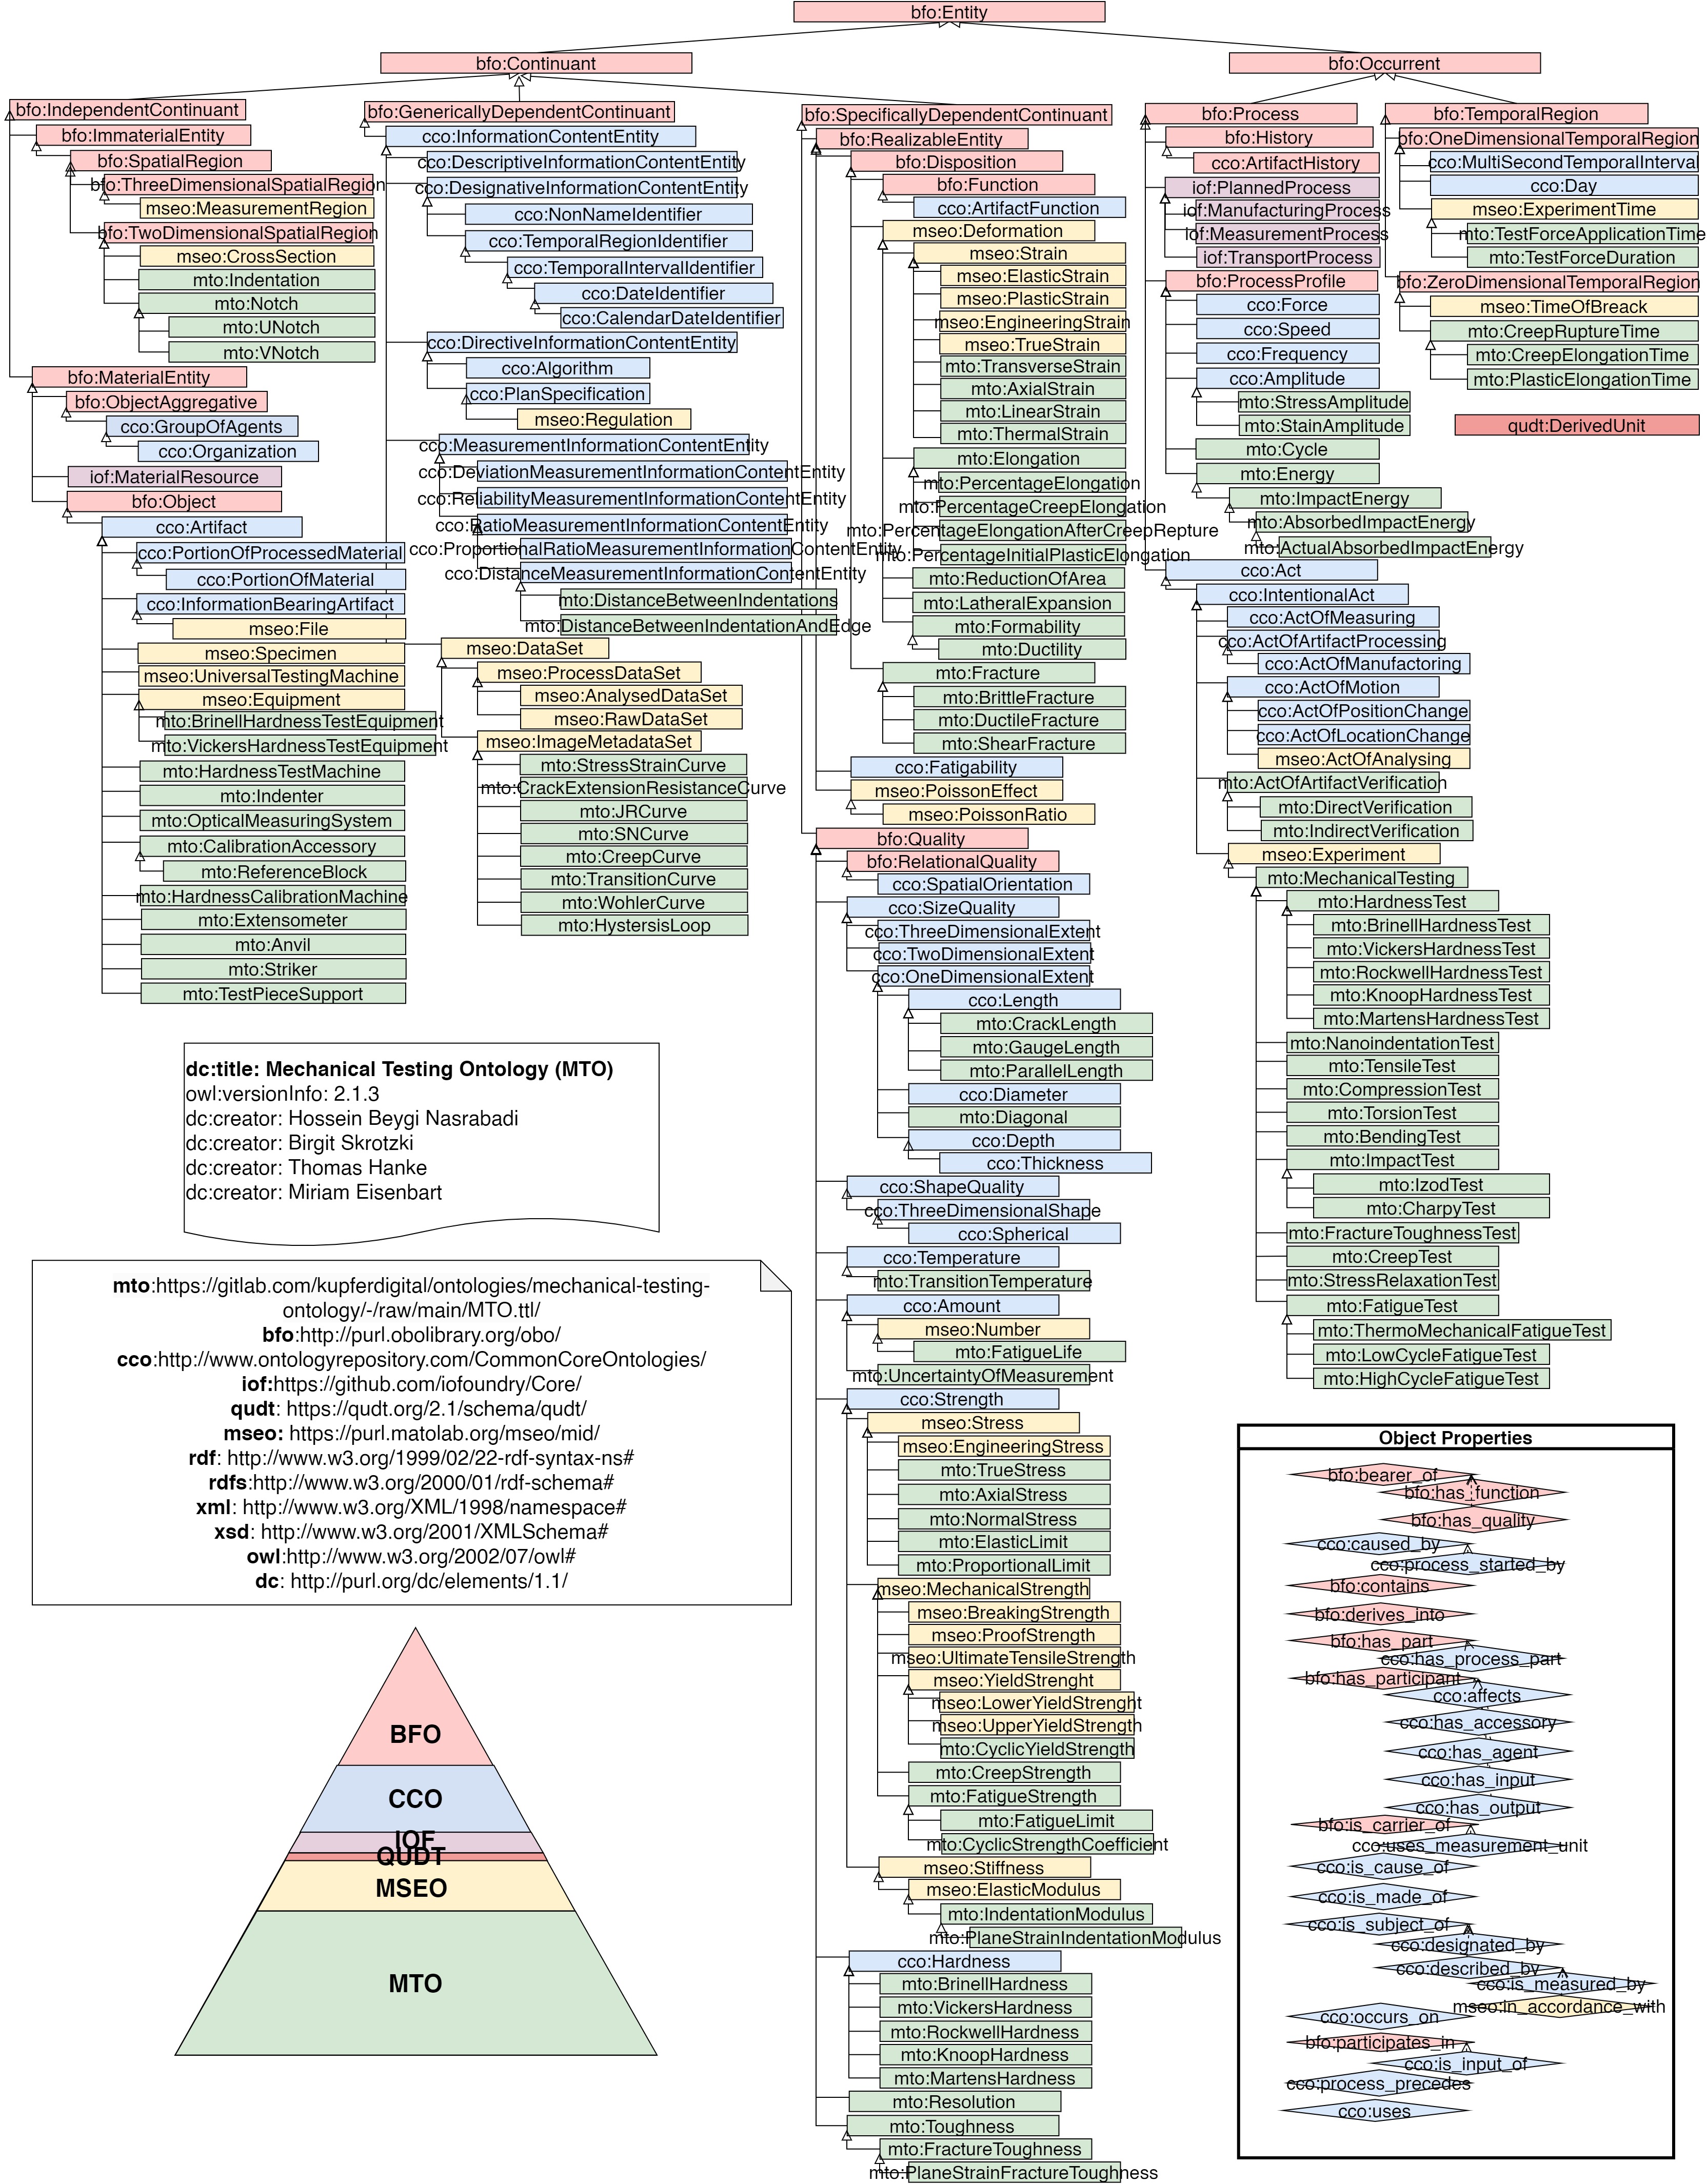 bfo:Entity
bfo:Continuant
bfo:Occurrent
bfo:IndependentContinuant
bfo:ImmaterialEntity
bfo:SpatialRegion
bfo:ThreeDimensionalSpatialRegion
mseo:MeasurementRegion
bfo:TwoDimensionalSpatialRegion
mseo:CrossSection
mto:Indentation
mto:Notch
mto:UNotch
mto:VNotch
bfo:MaterialEntity
bfo:ObjectAggregative
cco:GroupOfAgents
cco:Organization
iof:MaterialResource
bfo:Object
cco:Artifact
cco:PortionOfProcessedMaterial
cco:PortionOfMaterial
cco:InformationBearingArtifact
mseo:File
mseo:Specimen
mseo:UniversalTestingMachine
mseo:Equipment
mto:BrinellHardnessTestEquipment
mto:VickersHardnessTestEquipment
mto:HardnessTestMachine
mto:Indenter
mto:OpticalMeasuringSystem
mto:CalibrationAccessory
mto:ReferenceBlock
mto:HardnessCalibrationMachine
mto:Extensometer
mto:Anvil
mto:Striker
mto:TestPieceSupport
bfo:GenericallyDependentContinuant
cco:InformationContentEntity
cco:DescriptiveInformationContentEntity
cco:DesignativeInformationContentEntity
cco:NonNameIdentifier
cco:TemporalRegionIdentifier
cco:TemporalIntervalIdentifier
cco:DateIdentifier
cco:CalendarDateIdentifier
cco:DirectiveInformationContentEntity
cco:Algorithm
cco:PlanSpecification
mseo:Regulation
cco:MeasurementInformationContentEntity
cco:DeviationMeasurementInformationContentEntity
cco:ReliabilityMeasurementInformationContentEntity
cco:RatioMeasurementInformationContentEntity
cco:ProportionalRatioMeasurementInformationContentEntity
cco:DistanceMeasurementInformationContentEntity
mto:DistanceBetweenIndentations
mto:DistanceBetweenIndentationAndEdge
mseo:DataSet
mseo:ProcessDataSet
mseo:AnalysedDataSet
mseo:RawDataSet
mseo:ImageMetadataSet
mto:StressStrainCurve
mto:CrackExtensionResistanceCurve
mto:JRCurve
mto:SNCurve
mto:CreepCurve
mto:TransitionCurve
mto:WohlerCurve
mto:HystersisLoop
bfo:SpecificallyDependentContinuant
bfo:RealizableEntity
bfo:Disposition
bfo:Function
cco:ArtifactFunction
mseo:Deformation
mseo:Strain
mseo:ElasticStrain
mseo:PlasticStrain
mseo:EngineeringStrain
mseo:TrueStrain
mto:TransverseStrain
mto:AxialStrain
mto:LinearStrain
mto:ThermalStrain
mto:Elongation
mto:PercentageElongation
mto:PercentageCreepElongation
mto:PercentageElongationAfterCreepRepture
mto:PercentageInitialPlasticElongation
mto:ReductionOfArea
mto:LatheralExpansion
mto:Formability
mto:Ductility
mto:Fracture
mto:BrittleFracture
mto:DuctileFracture
mto:ShearFracture
cco:Fatigability
mseo:PoissonEffect
mseo:PoissonRatio
bfo:Quality
bfo:RelationalQuality
cco:SpatialOrientation
cco:SizeQuality
cco:ThreeDimensionalExtent
cco:TwoDimensionalExtent
cco:OneDimensionalExtent
cco:Length
mto:CrackLength
mto:GaugeLength
mto:ParallelLength
cco:Diameter
mto:Diagonal
cco:Depth
cco:Thickness
cco:ShapeQuality
cco:ThreeDimensionalShape
cco:Spherical
cco:Temperature
mto:TransitionTemperature
cco:Amount
mseo:Number
mto:FatigueLife
mto:UncertaintyOfMeasurement
cco:Strength
mseo:Stress
mseo:EngineeringStress
mto:TrueStress
mto:AxialStress
mto:NormalStress
mto:ElasticLimit
mto:ProportionalLimit
mseo:MechanicalStrength
mseo:BreakingStrength
mseo:ProofStrength
mseo:UltimateTensileStrength
mseo:YieldStrenght
mseo:LowerYieldStrenght
mseo:UpperYieldStrength
mto:CyclicYieldStrength
mto:CreepStrength
mto:FatigueStrength
mto:FatigueLimit
mto:CyclicStrengthCoefficient
mseo:Stiffness
mseo:ElasticModulus
mto:IndentationModulus
mto:PlaneStrainIndentationModulus
cco:Hardness
mto:BrinellHardness
mto:VickersHardness
mto:RockwellHardness
mto:KnoopHardness
mto:MartensHardness
mto:Resolution
mto:Toughness
mto:FractureToughness
mto:PlaneStrainFractureToughness
bfo:Process
bfo:History
cco:ArtifactHistory
iof:PlannedProcess
iof:ManufacturingProcess
iof:MeasurementProcess
iof:TransportProcess
bfo:ProcessProfile
cco:Force
cco:Speed
cco:Frequency
cco:Amplitude
mto:StressAmplitude
mto:StainAmplitude
mto:Cycle
mto:Energy
mto:ImpactEnergy
mto:AbsorbedImpactEnergy
mto:ActualAbsorbedImpactEnergy
cco:Act
cco:IntentionalAct
cco:ActOfMeasuring
cco:ActOfArtifactProcessing
cco:ActOfManufactoring
cco:ActOfMotion
cco:ActOfPositionChange
cco:ActOfLocationChange
mseo:ActOfAnalysing
mto:ActOfArtifactVerification
mto:DirectVerification
mto:IndirectVerification
mseo:Experiment
mto:MechanicalTesting
mto:HardnessTest
mto:BrinellHardnessTest
mto:VickersHardnessTest
mto:RockwellHardnessTest
mto:KnoopHardnessTest
mto:MartensHardnessTest
mto:NanoindentationTest
mto:TensileTest
mto:CompressionTest
mto:TorsionTest
mto:BendingTest
mto:ImpactTest
mto:IzodTest
mto:CharpyTest
mto:FractureToughnessTest
mto:CreepTest
mto:StressRelaxationTest
mto:FatigueTest
mto:ThermoMechanicalFatigueTest
mto:LowCycleFatigueTest
mto:HighCycleFatigueTest
bfo:TemporalRegion
bfo:OneDimensionalTemporalRegion
cco:MultiSecondTemporalInterval
cco:Day
mseo:ExperimentTime
mto:TestForceApplicationTime
mto:TestForceDuration
bfo:ZeroDimensionalTemporalRegion
mseo:TimeOfBreack
mto:CreepRuptureTime
mto:CreepElongationTime
mto:PlasticElongationTime
qudt:DerivedUnit
dc:title: Mechanical Testing Ontology (MTO)
owl:versionInfo: 2.1.3
dc:creator: Hossein Beygi Nasrabadi
dc:creator: Birgit Skrotzki
dc:creator: Thomas Hanke
dc:creator: Miriam Eisenbart
mto:https://gitlab.com/kupferdigital/ontologies/mechanical-testing-
ontology/-/raw/main/MTO.ttl/
bfo:http://purl.obolibrary.org/obo/
cco:http://www.ontologyrepository.com/CommonCoreOntologies/
iof:https://github.com/iofoundry/Core/
qudt: https://qudt.org/2.1/schema/qudt/
mseo: https://purl.matolab.org/mseo/mid/
rdf: http://www.w3.org/1999/02/22-rdf-syntax-ns#
rdfs:http://www.w3.org/2000/01/rdf-schema#
xml: http://www.w3.org/XML/1998/namespace#
xsd: http://www.w3.org/2001/XMLSchema#
owl:http://www.w3.org/2002/07/owl#
dc: http://purl.org/dc/elements/1.1/
BFO
CCO
IOF
QUDT
MSEO
MTO
Object Properties
bfo:bearer_of
bfo:has_function
bfo:has_quality
cco:caused_by
cco:process_started_by
bfo:contains
bfo:derives_into
bfo:has_part
cco:has_process_part
bfo:has_participant
cco:affects
cco:has_accessory
cco:has_agent
cco:has_input
cco:has_output
bfo:is_carrier_of
cco:uses_measurement_unit
cco:is_cause_of
cco:is_made_of
cco:is_subject_of
cco:designated_by
cco:described_by
cco:is_measured_by
mseo:in_accordance_with
cco:occurs_on
bfo:participates_in
cco:is_input_of
cco:process_precedes
cco:uses